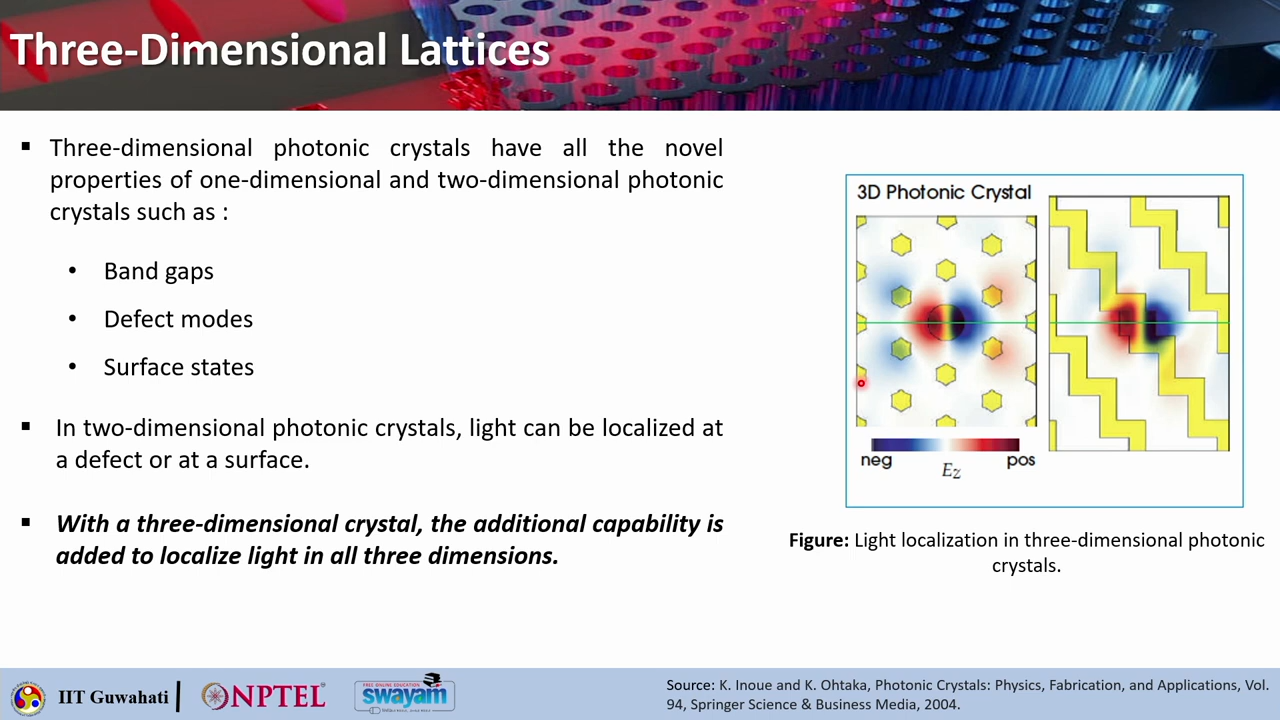 Three-Dimensional Lattices
▪ Three-dimensional photonic crystals have all the novel
properties of one-dimensional and two-dimensional photonic
crystals such as :
• Band gaps
• Defect modes
• Surface states
▪ In two-dimensional photonic crystals, light can be localized at
a defect or at a surface.
▪ With a three-dimensional crystal, the additional capability is
added to localize light in all three dimensions.
3D Photonic Crystal
neg Ez pos
Figure: Light localization in three-dimensional photonic
crystals.
IIT Guwahati
NPTEL
FREE ONLINE EDUCATION
swayam
Source: K. Inoue and K. Ohtaka, Photonic Crystals: Physics, Fabrication, and Applications, Vol.
94, Springer Science & Business Media, 2004.